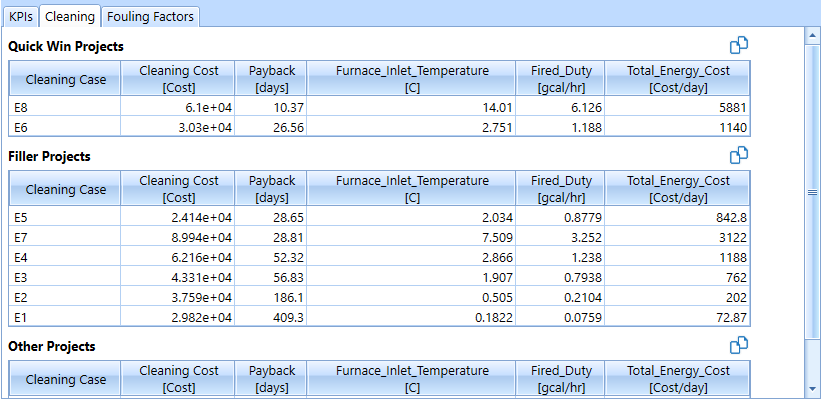 KPIs Cleaning Fouling Factors
Quick Win Projects
Cleaning Case Cleaning Cost [Cost] Payback [days] Furnace_Inlet_Temperature [C] Fired_Duty [gcal/hr] Total_Energy_Cost [Cost/day]
E8 6.1e+04 10.37 14.01 6.126 5881
E6 3.03e+04 26.56 2.751 1.188 1140
Filler Projects
Cleaning Case Cleaning Cost [Cost] Payback [days] Furnace_Inlet_Temperature [C] Fired_Duty [gcal/hr] Total_Energy_Cost [Cost/day]
E5 2.414e+04 28.65 2.034 0.8779 842.8
E7 8.994e+04 28.81 7.509 3.252 3122
E4 6.216e+04 52.32 2.866 1.238 1188
E3 4.331e+04 56.83 1.907 0.7938 762
E2 3.759e+04 186.1 0.505 0.2104 202
E1 2.982e+04 409.3 0.1822 0.0759 72.87
Other Projects
Cleaning Case Cleaning Cost [Cost] Payback [days] Furnace_Inlet_Temperature [C] Fired_Duty [gcal/hr] Total_Energy_Cost [Cost/day]